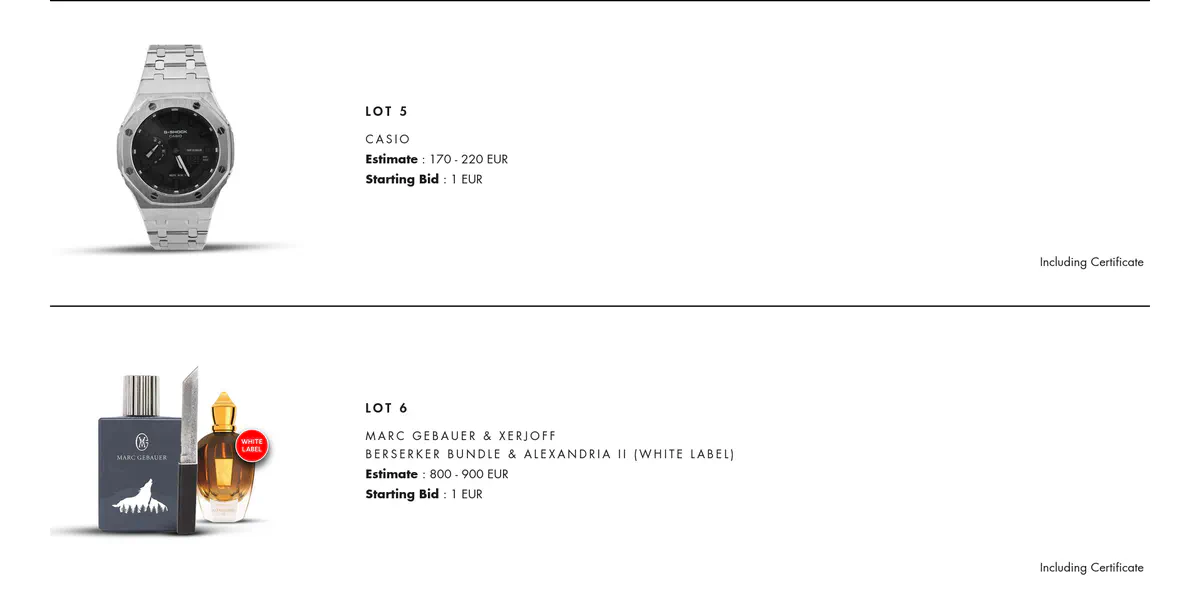 G-SHOCK
CASIO
LOT 5
CASIO
Estimate : 170 - 220 EUR
Starting Bid : 1 EUR
Including Certificate
MARC GEBAUER
WHITE
LABEL
LOT 6
MARC GEBAUER & XERJOFF
BERSERKER BUNDLE & ALEXANDRIA II (WHITE LABEL)
Estimate : 800 - 900 EUR
Starting Bid : 1 EUR
Including Certificate